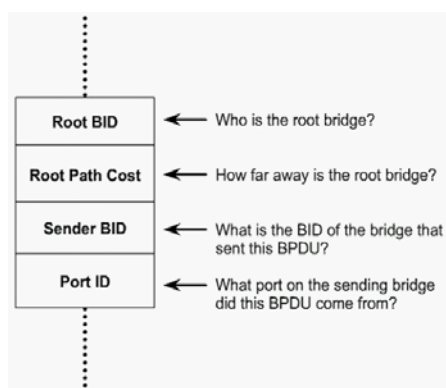 Root BID
Who is the root bridge?
Root Path Cost
How far away is the root bridge?
Sender BID
What is the BID of the bridge that
sent this BPDU?
Port ID
What port on the sending bridge
did this BPDU come from?